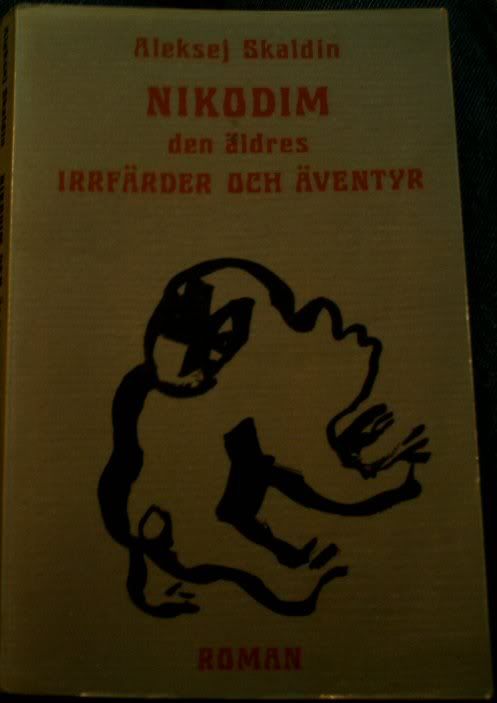 Aleksej Skaldin
NIKODIM
den äldres
IRRFÄRDER OCH ÄVENTYR
ROMAN